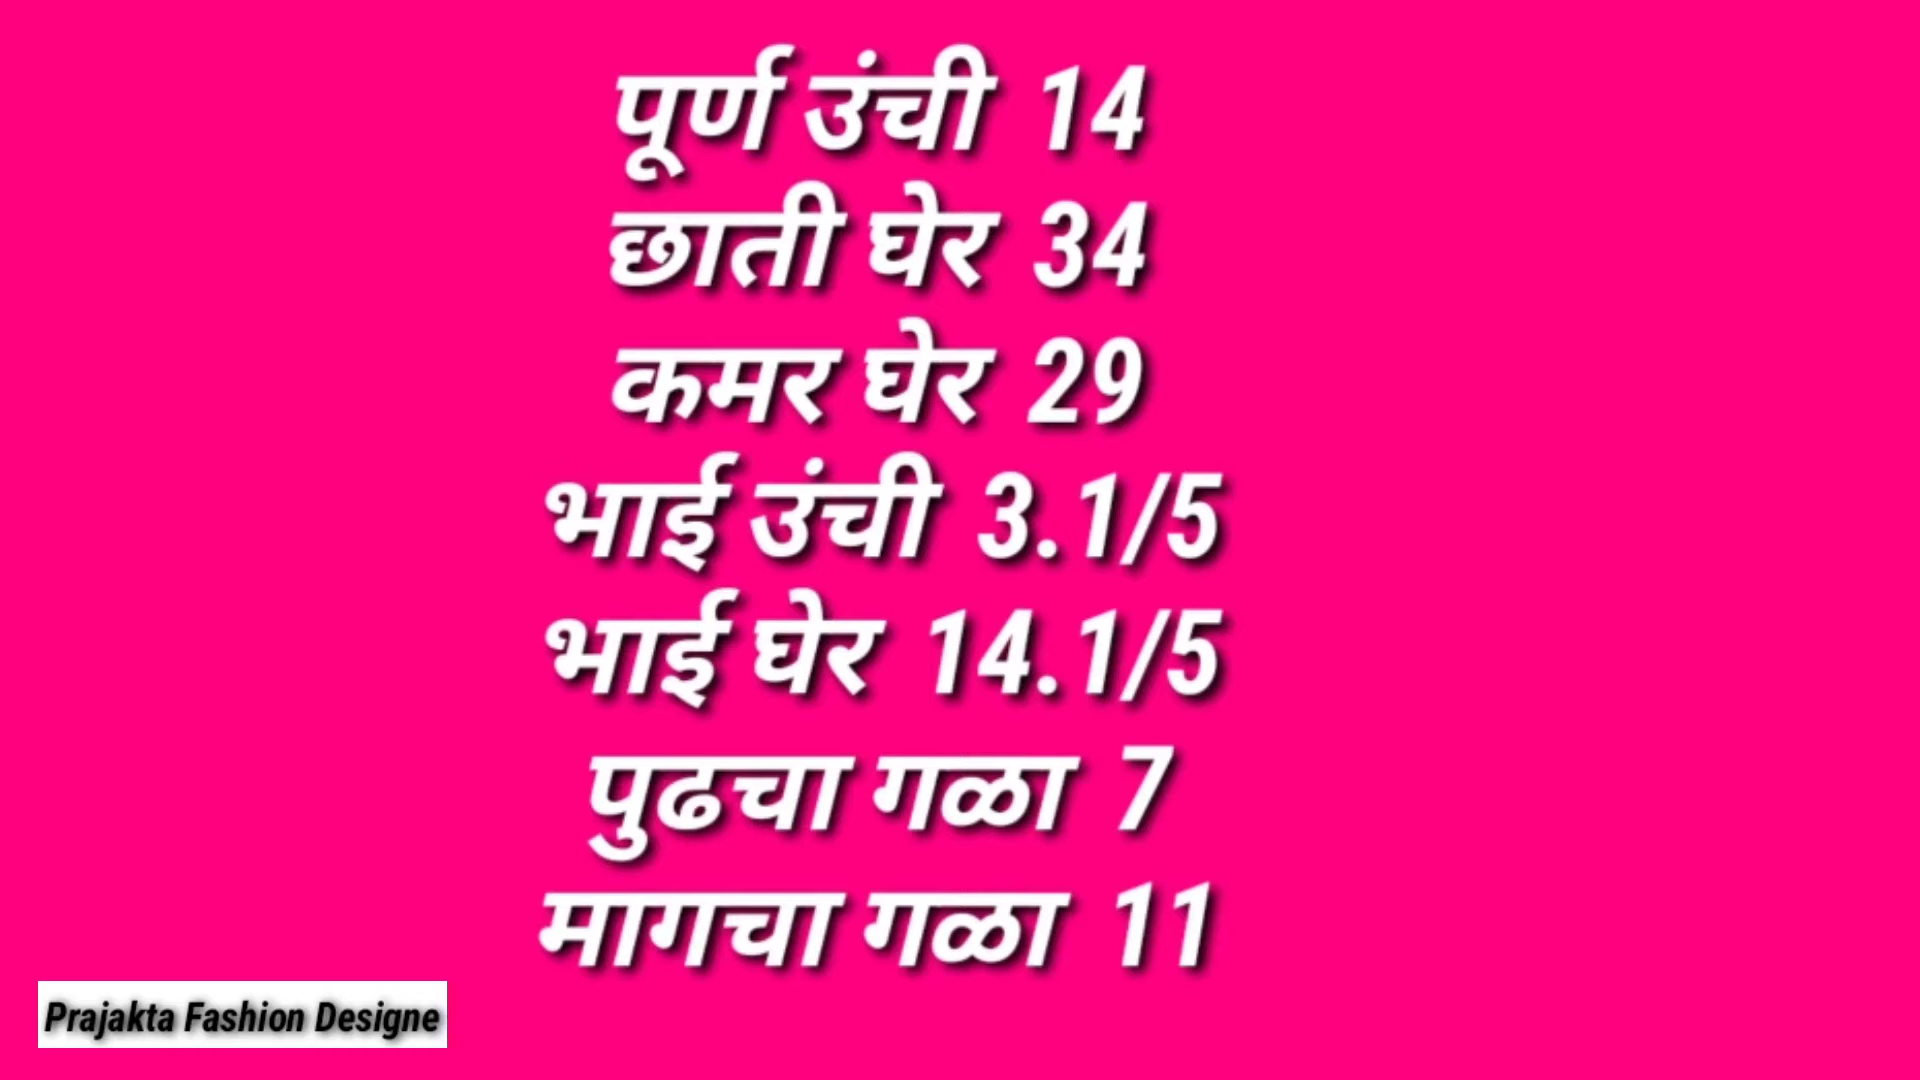 पूर्ण उंची 14
छाती घेर 34
कमर घेर 29
भाई उंची 3.1/5
भाई घेर 14.1/5
पुढचा गळा 7
मागचा गळा 11
Prajakta Fashion Designe